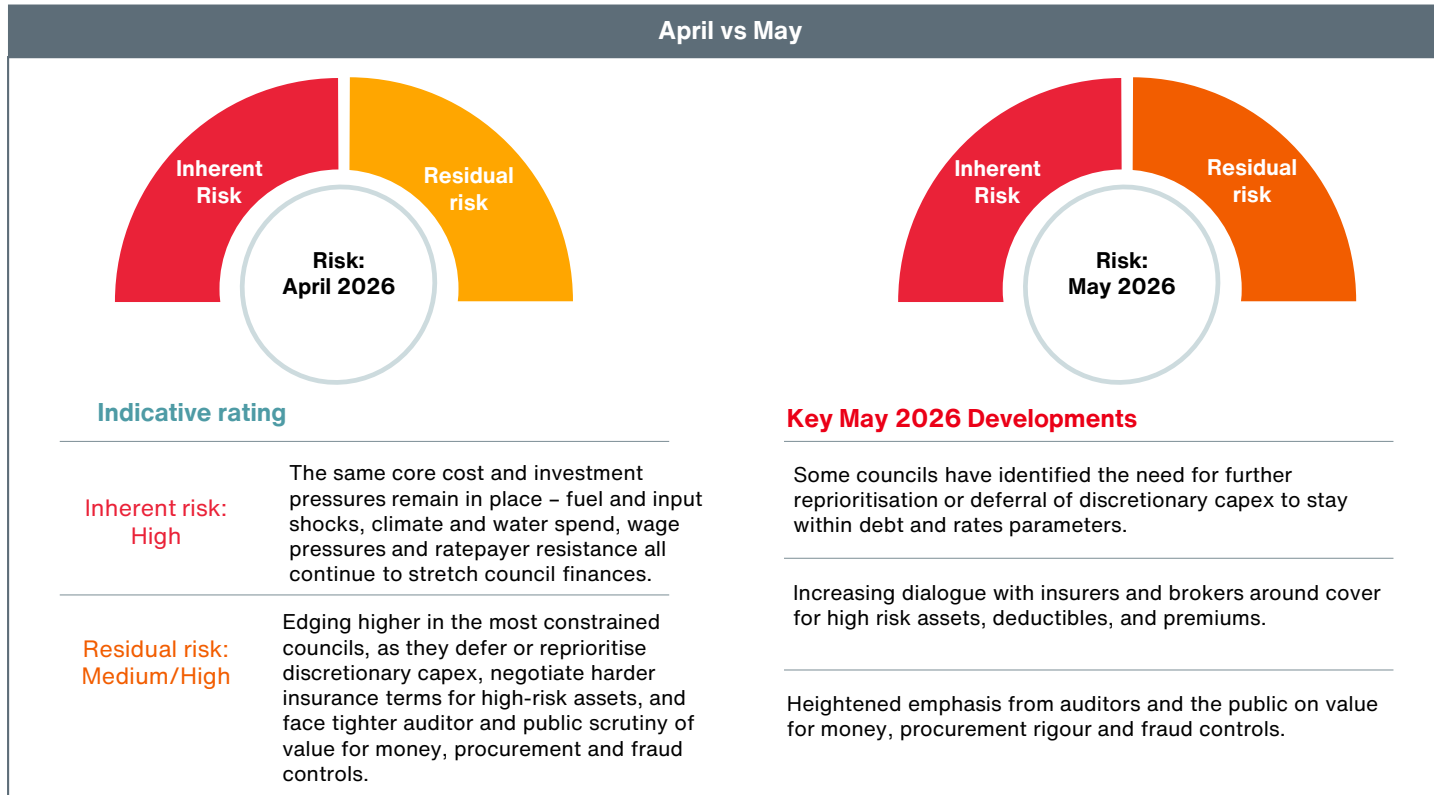 April vs May
Inherent
Risk
Residual
risk
Risk:
April 2026
Inherent
Risk
Residual
risk
Risk:
May 2026
Indicative rating
Inherent risk:
High
The same core cost and investment
pressures remain in place – fuel and input
shocks, climate and water spend, wage
pressures and ratepayer resistance all
continue to stretch council finances.
Residual risk:
Medium/High
Edging higher in the most constrained
councils, as they defer or reprioritise
discretionary capex, negotiate harder
insurance terms for high-risk assets, and
face tighter auditor and public scrutiny of
value for money, procurement and fraud
controls.
Key May 2026 Developments
Some councils have identified the need for further
reprioritisation or deferral of discretionary capex to stay
within debt and rates parameters.
Increasing dialogue with insurers and brokers around cover
for high risk assets, deductibles, and premiums.
Heightened emphasis from auditors and the public on value
for money, procurement rigour and fraud controls.